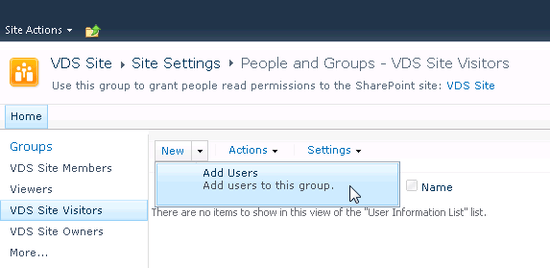 Site Actions
VDS Site ▸ Site Settings ▸ People and Groups - VDS Site Visitors
Use this group to grant people read permissions to the SharePoint site: VDS Site
Home
Groups
VDS Site Members
Viewers
VDS Site Visitors
VDS Site Owners
More...
New Actions Settings
Add Users
Add users to this group.
Name
There are no items to show in this view of the "User Information List" list.